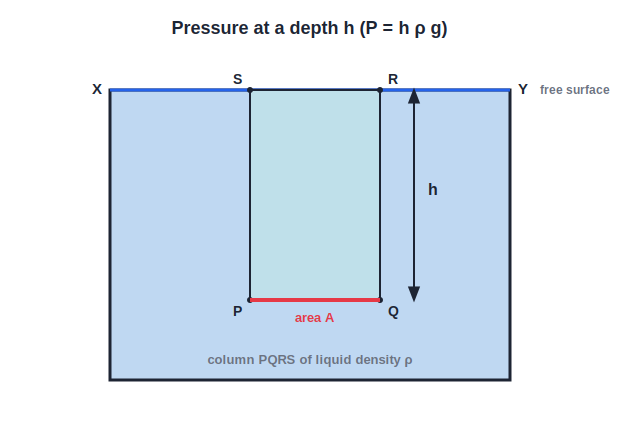 Pressure at a depth h (P = h ρ g)
S R
X Y free surface
h
P Q
area A
column PQRS of liquid density ρ